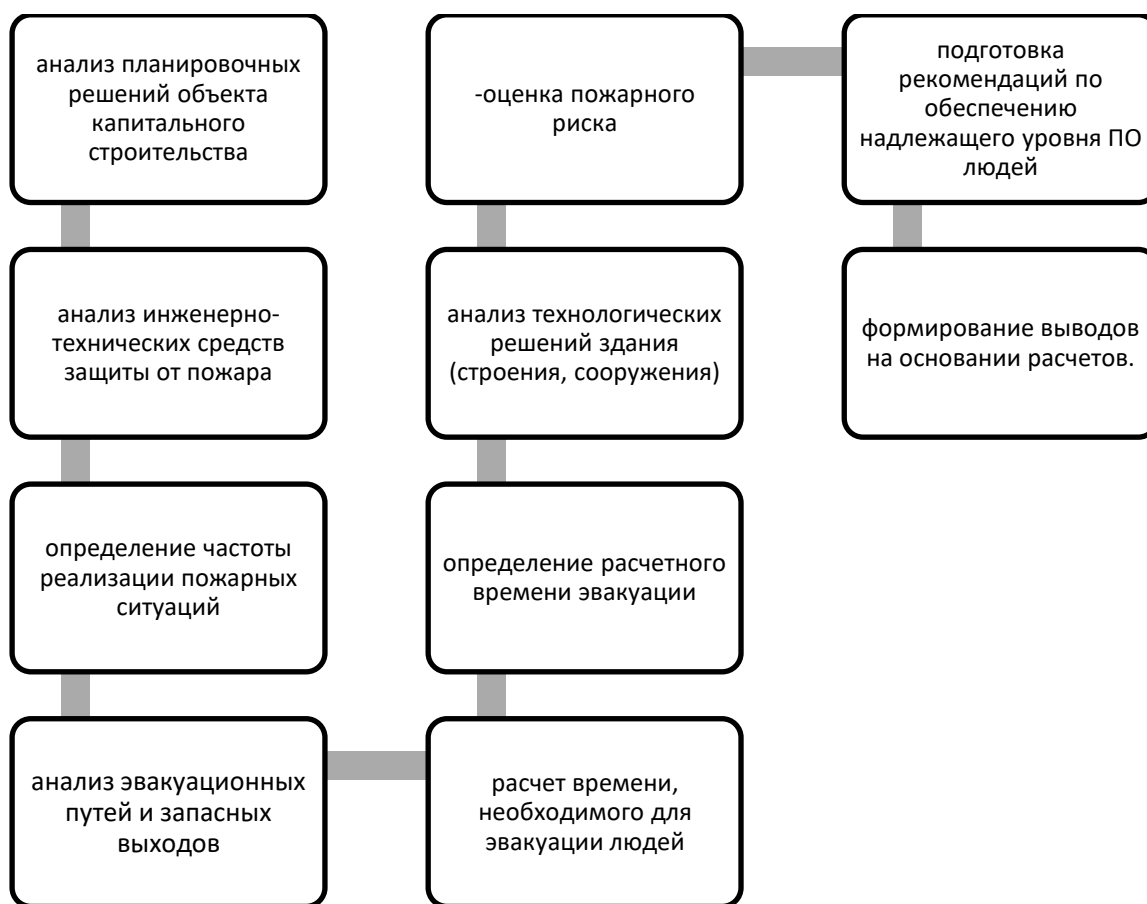 анализ планировочных
решений объекта
капитального
строительства
анализ инженерно-
технических средств
защиты от пожара
определение частоты
реализации пожарных
ситуаций
анализ эвакуационных
путей и запасных
выходов
расчет времени,
необходимого для
эвакуации людей
определение расчетного
времени эвакуации
анализ технологических
решений здания
(строения, сооружения)
-оценка пожарного
риска
подготовка
рекомендаций по
обеспечению
надлежащего уровня ПО
людей
формирование выводов
на основании расчетов.